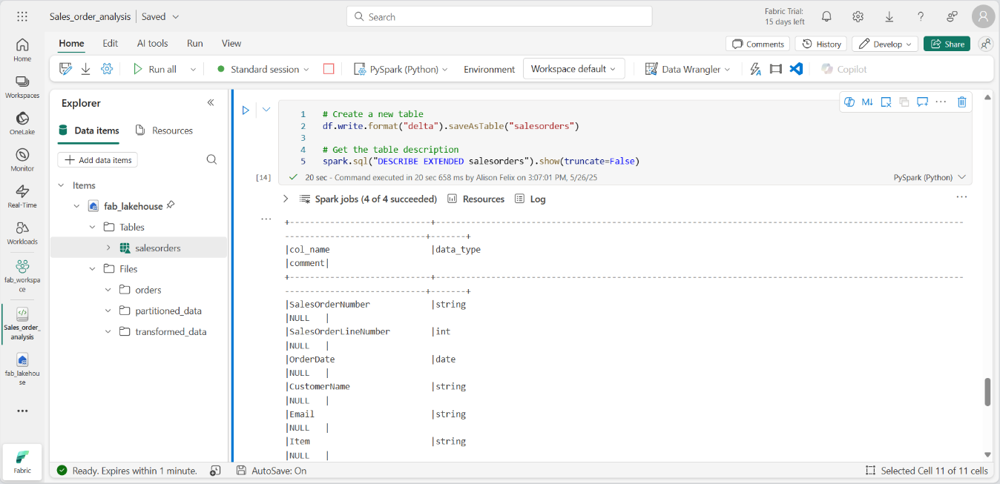 Sales_order_analysis Saved
Search
Fabric Trial:
15 days left
Home
Workspaces
OneLake
Monitor
Real-Time
Workloads
fab_workspa
ce
Sales_order_
analysis
fab_lakehou
se
Fabric
Home Edit AI tools Run View
Comments History Develop Share
Run all Standard session PySpark (Python) Environment Workspace default Data Wrangler Copilot
Explorer
Data items Resources
Add data items
Items
fab_lakehouse
Tables
salesorders
Files
orders
partitioned_data
transformed_data
M↓
1 # Create a new table
2 df.write.format("delta").saveAsTable("salesorders")
3
4 # Get the table description
5 spark.sql("DESCRIBE EXTENDED salesorders").show(truncate=False)
[14] 20 sec - Command executed in 20 sec 658 ms by Alison Felix on 3:07:01 PM, 5/26/25 PySpark (Python)
Spark jobs (4 of 4 succeeded) Resources Log
|col_name |data_type
|comment|
|SalesOrderNumber |string
|NULL |
|SalesOrderLineNumber |int
|NULL |
|OrderDate |date
|NULL |
|CustomerName |string
|NULL |
|Email |string
|NULL |
|Item |string
|NULL |
Ready. Expires within 1 minute. AutoSave: On Selected Cell 11 of 11 cells